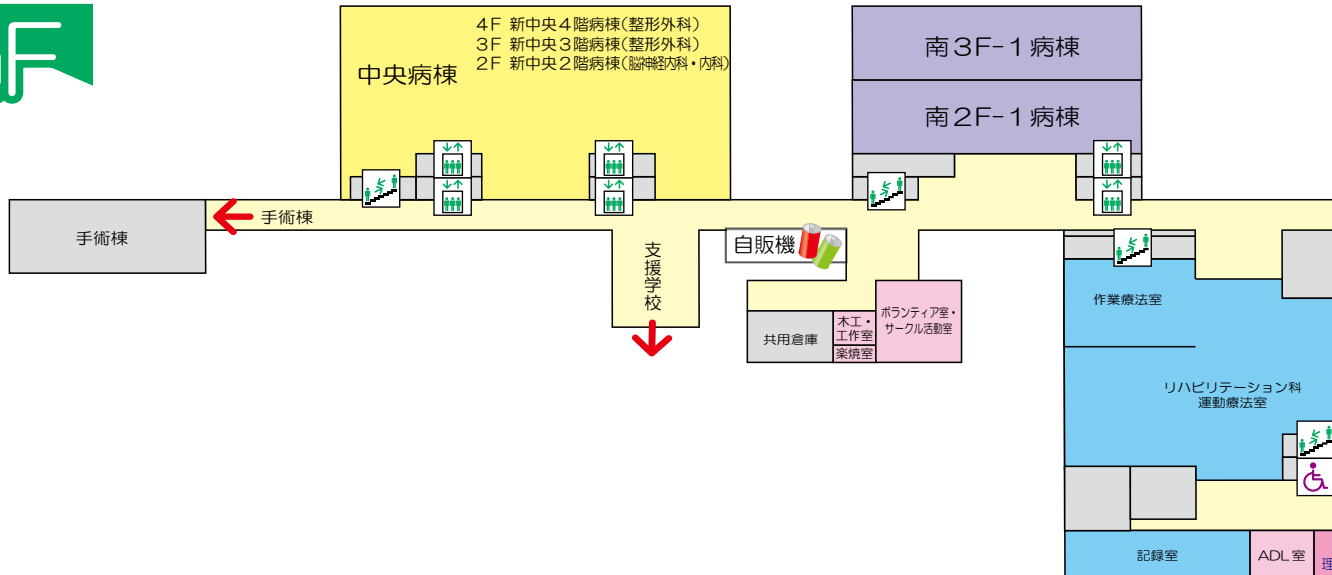 F
4F 新中央4階病棟(整形外科)
3F 新中央3階病棟(整形外科)
2F 新中央2階病棟(脳神経内科・内科)
中央病棟
南3F-1病棟
南2F-1病棟
手術棟
手術棟
支援学校
自販機
共用倉庫
木工・
工作室
楽焼室
ボランティア室・
サークル活動室
作業療法室
リハビリテーション科
運動療法室
記録室
ADL室
理